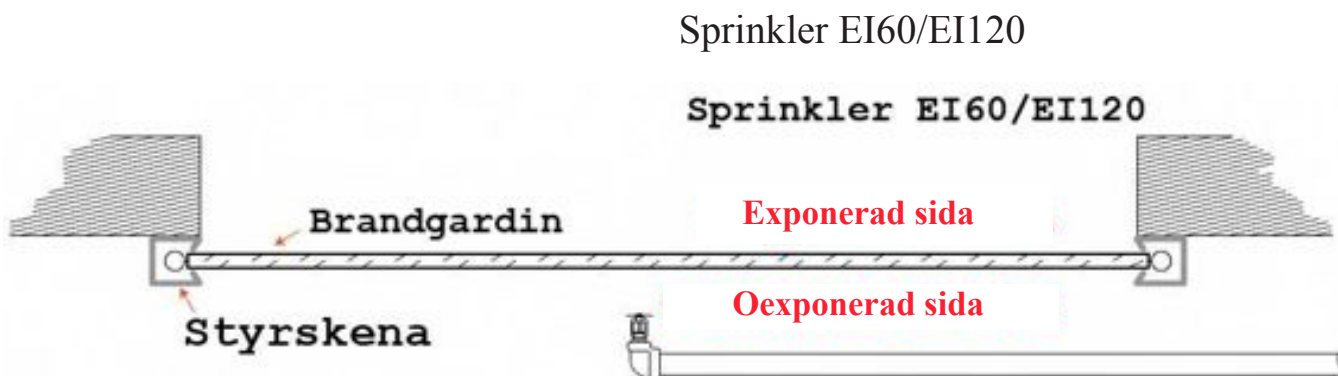 Sprinkler EI60/EI120
Sprinkler EI60/EI120
Brandgardin
Exponerad sida
Oexponerad sida
Styrskena